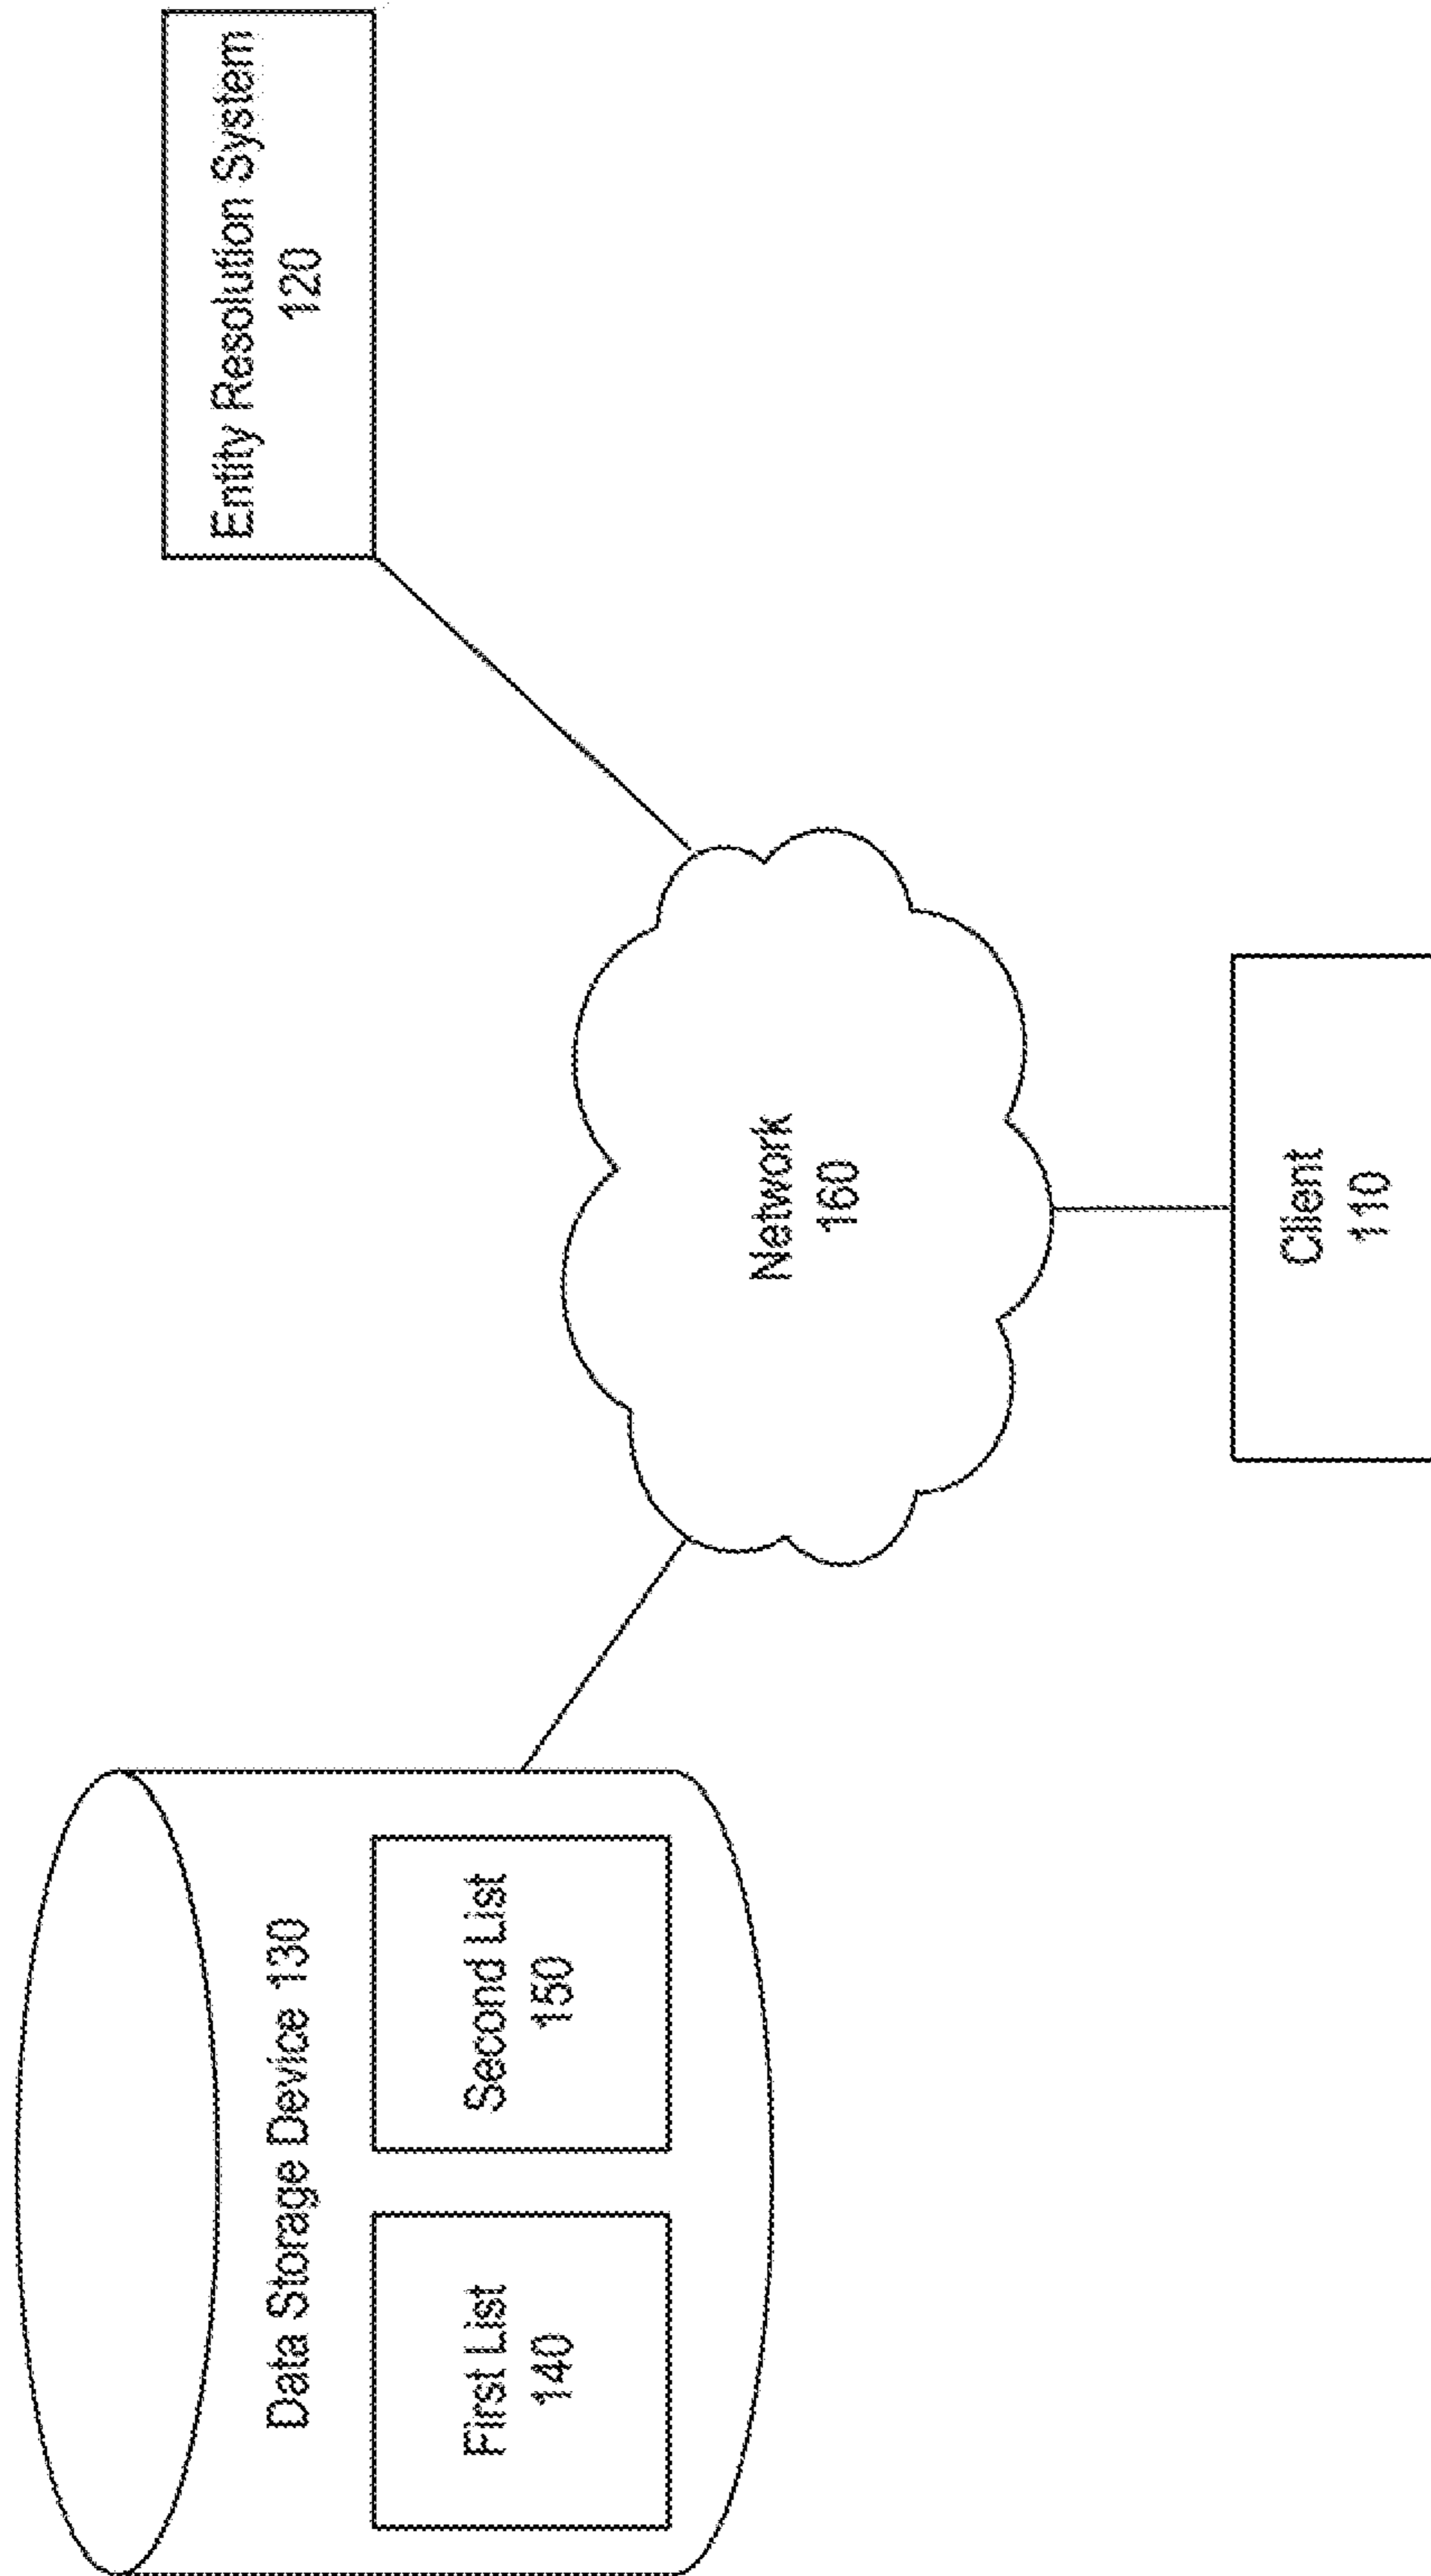 Data Storage Device 130
First List
140
Second List
150
Network
160
Client
110
Entity Resolution System
120